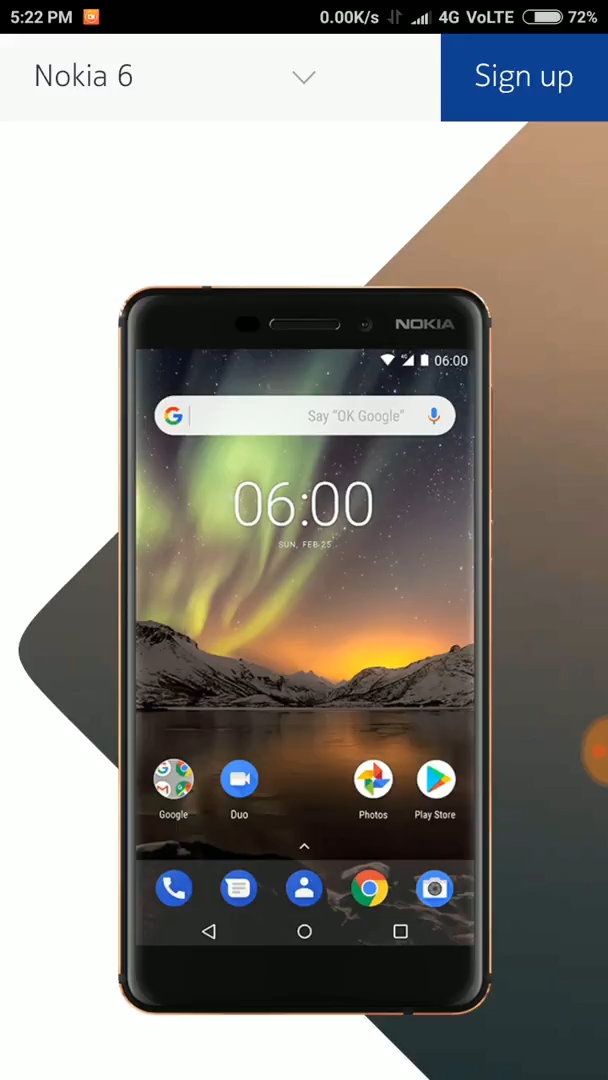 5:22 PM 0.00K/s 4G VoLTE 72%
Nokia 6
Sign up
NOKIA
06:00
Say "OK Google"
06:00
SUN, FEB 25
Google Duo Photos Play Store